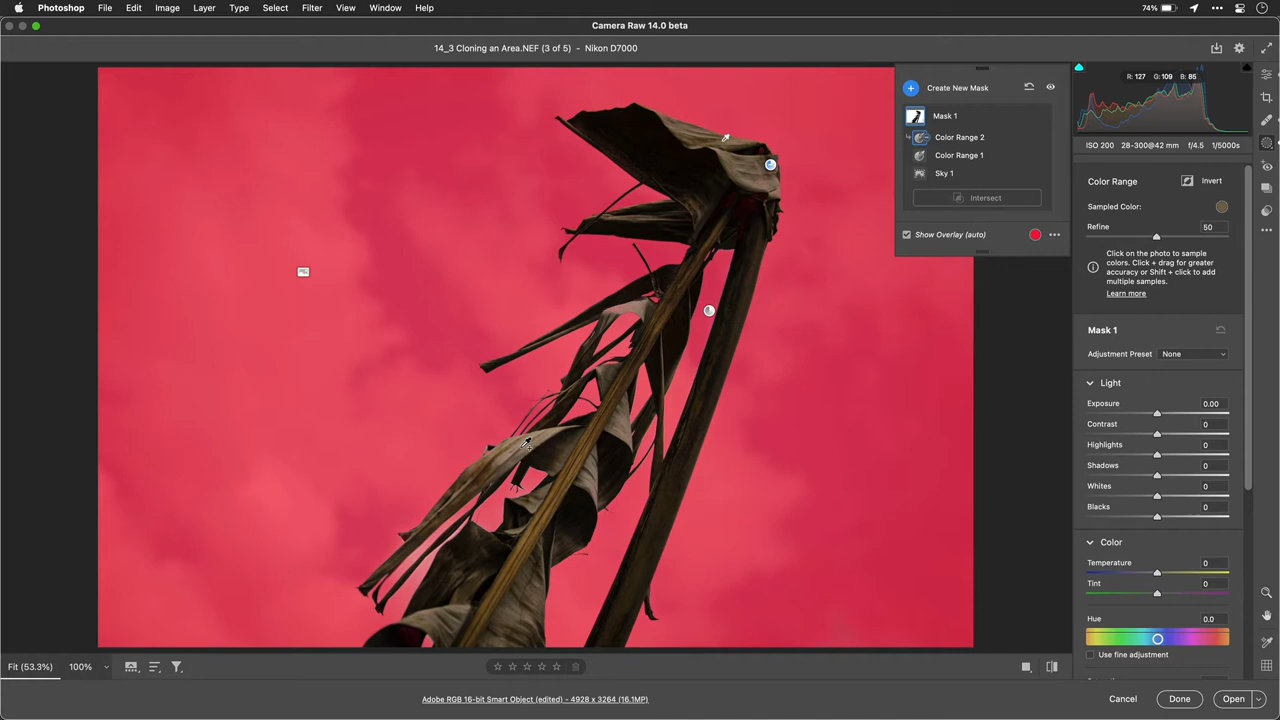 Photoshop File Edit Image Layer Type Select Filter View Window Help 74%
Camera Raw 14.0 beta
14_3 Cloning an Area.NEF (3 of 5) - Nikon D7000
R: 127 G: 109 B: 85
Create New Mask
Mask 1
Color Range 2
Color Range 1
Sky 1
Intersect
Show Overlay (auto)
ISO 200 28-300@42 mm f/4.5 1/5000s
Color Range Invert
Sampled Color:
Refine 50
Click on the photo to sample
colors. Click + drag for greater
accuracy or Shift + click to add
multiple samples.
Learn more
Mask 1
Adjustment Preset None
Light
Exposure 0.00
Contrast 0
Highlights 0
Shadows 0
Whites 0
Blacks 0
Color
Temperature 0
Tint 0
Hue 0.0
Use fine adjustment
Fit (53.3%) 100%
Adobe RGB 16-bit Smart Object (edited) - 4928 x 3264 (16.1MP)
Cancel Done Open